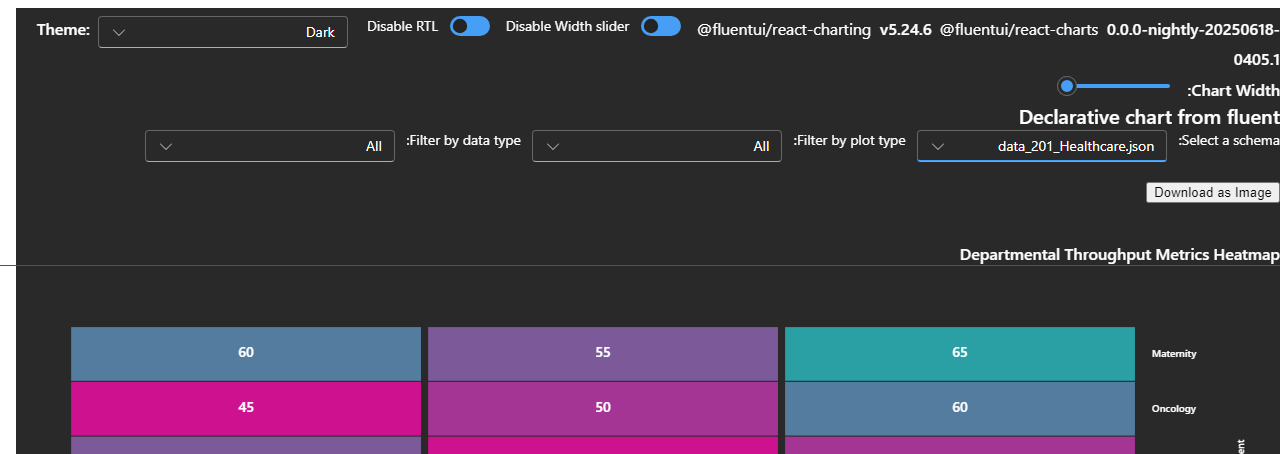 Theme: Dark Disable RTL Disable Width slider @fluentui/react-charting v5.24.6 @fluentui/react-charts 0.0.0-nightly-20250618-
0405.1
:Chart Width
Declarative chart from fluent
All :Filter by data type All :Filter by plot type data_201_Healthcare.json :Select a schema
Download as Image
Departmental Throughput Metrics Heatmap
60 55 65 Maternity
45 50 60 Oncology